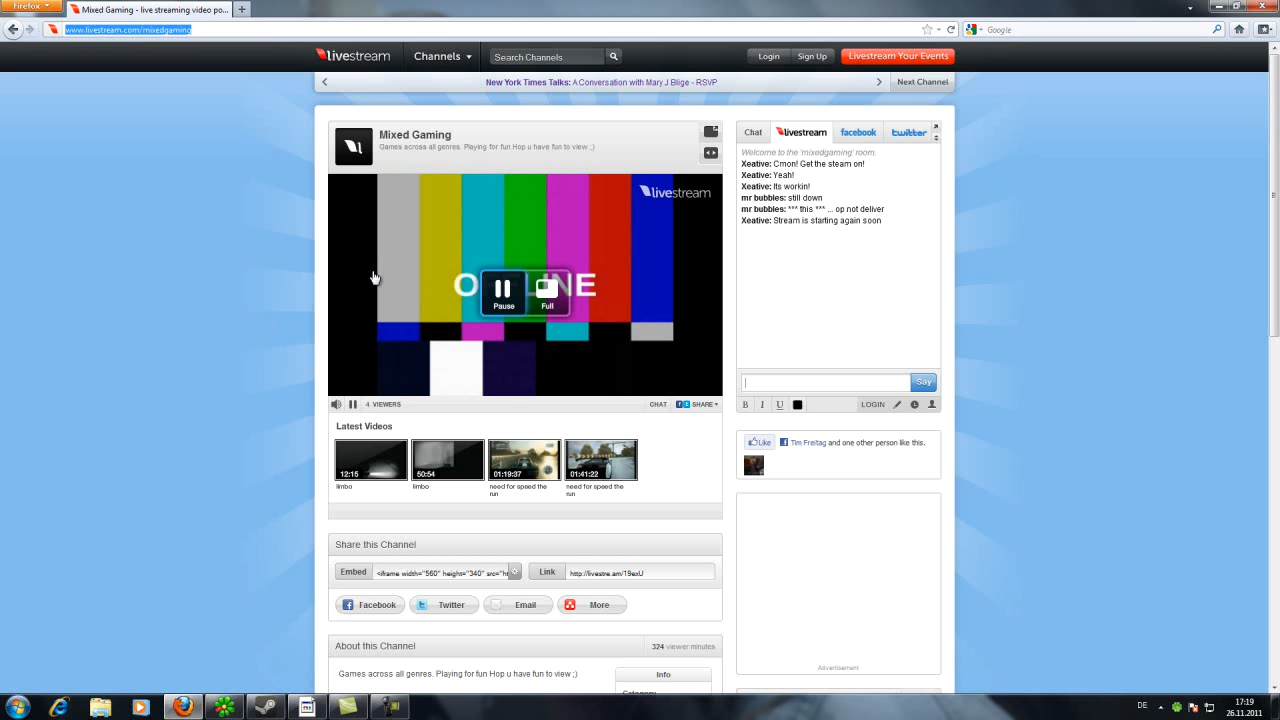 Firefox
Mixed Gaming - live streaming video po...
www.livestream.com/mixedgaming
Google
livestream
Channels
Search Channels
Login
Sign Up
Livestream Your Events
New York Times Talks: A Conversation with Mary J Blige - RSVP
Next Channel
Mixed Gaming
Games across all genres. Playing for fun Hop u have fun to view ;)
livestream
Pause
Full
4 VIEWERS
CHAT
SHARE
Latest Videos
12:15
50:54
01:19:37
01:41:22
limbo
limbo
need for speed the run
need for speed the run
Chat
livestream
facebook
twitter
Welcome to the 'mixedgaming' room.
Xeative: Cmon! Get the steam on!
Xeative: Yeah!
Xeative: Its workin!
mr bubbles: still down
mr bubbles: *** this *** ... op not deliver
Xeative: Stream is starting again soon
Say
B I U
LOGIN
Like
Tim Freitag and one other person like this.
Advertisement
Share this Channel
Embed
<iframe width="560" height="340" src="ht
Link
http://livestre.am/19exU
Facebook
Twitter
Email
More
About this Channel
324 viewer minutes
Games across all genres. Playing for fun Hop u have fun to view ;)
Info
DE
17:19
26.11.2011